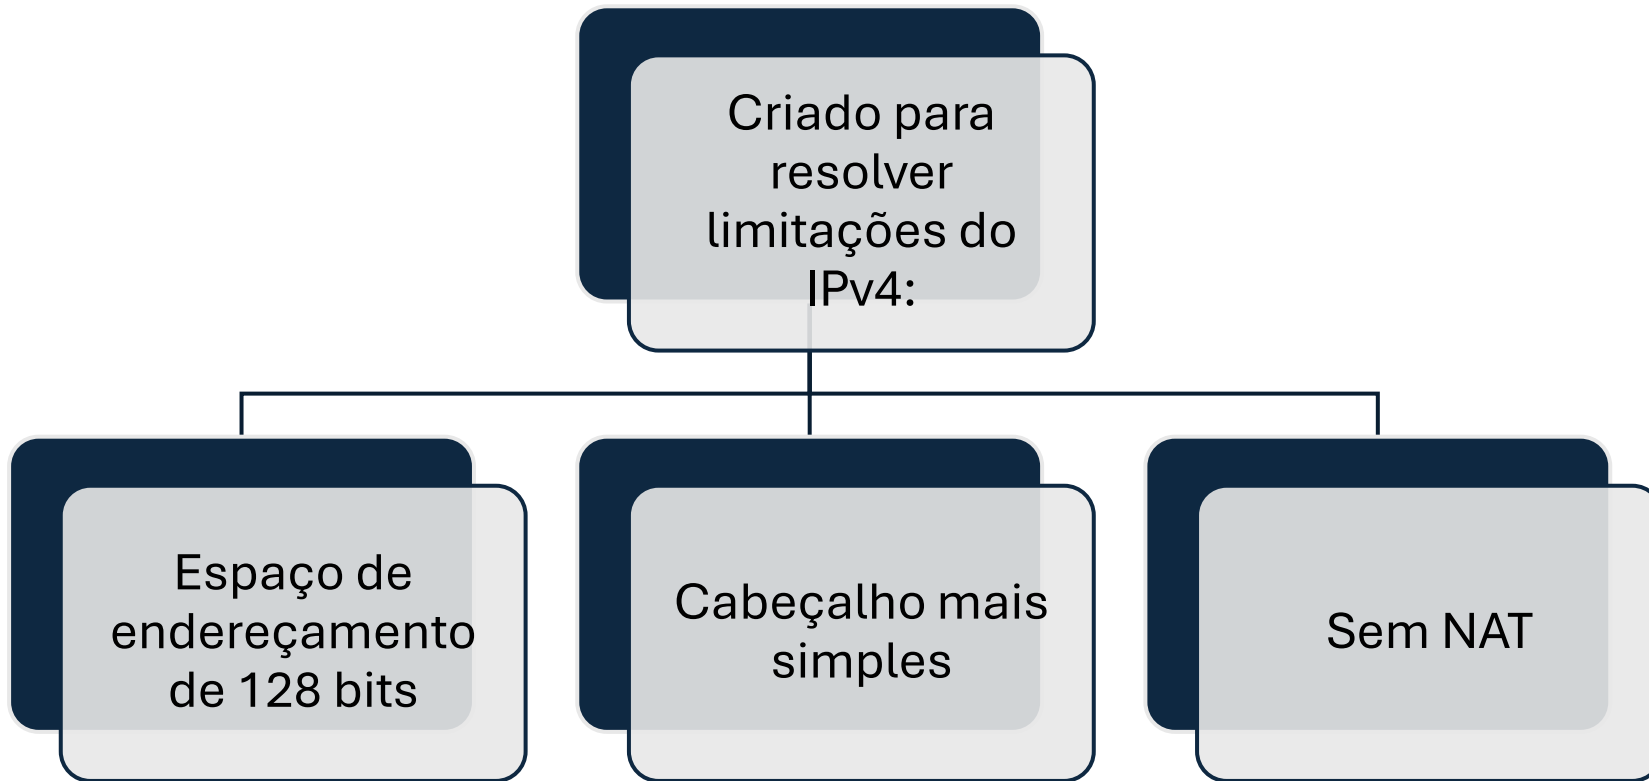 Criado para
resolver
limitações do
IPv4:
Espaço de
endereçamento
de 128 bits
Cabeçalho mais
simples
Sem NAT